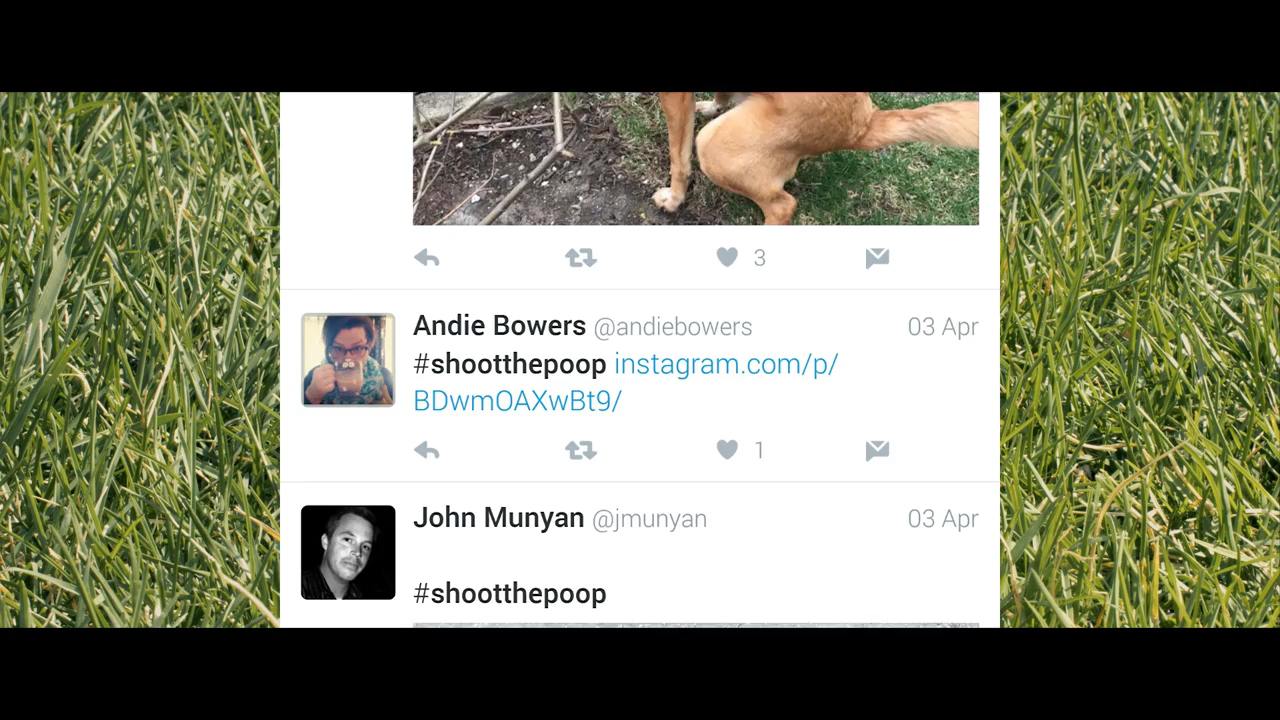 3
Andie Bowers @andiebowers 03 Apr
#shootthepoop instagram.com/p/
BDwmOAXwBt9/
1
John Munyan @jmunyan 03 Apr
#shootthepoop